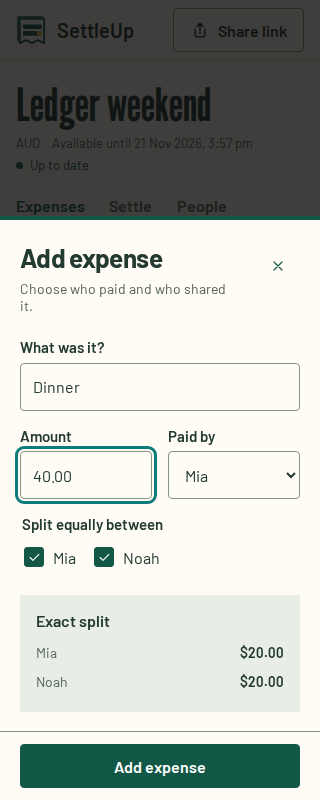 SettleUp
Share link
Ledger weekend
AUD Available until 21 Nov 2026, 3:57 pm
Up to date
Expenses Settle People
Add expense
Choose who paid and who shared
it.
What was it?
Dinner
Amount Paid by
40.00 Mia
Split equally between
Mia Noah
Exact split
Mia $20.00
Noah $20.00
Add expense